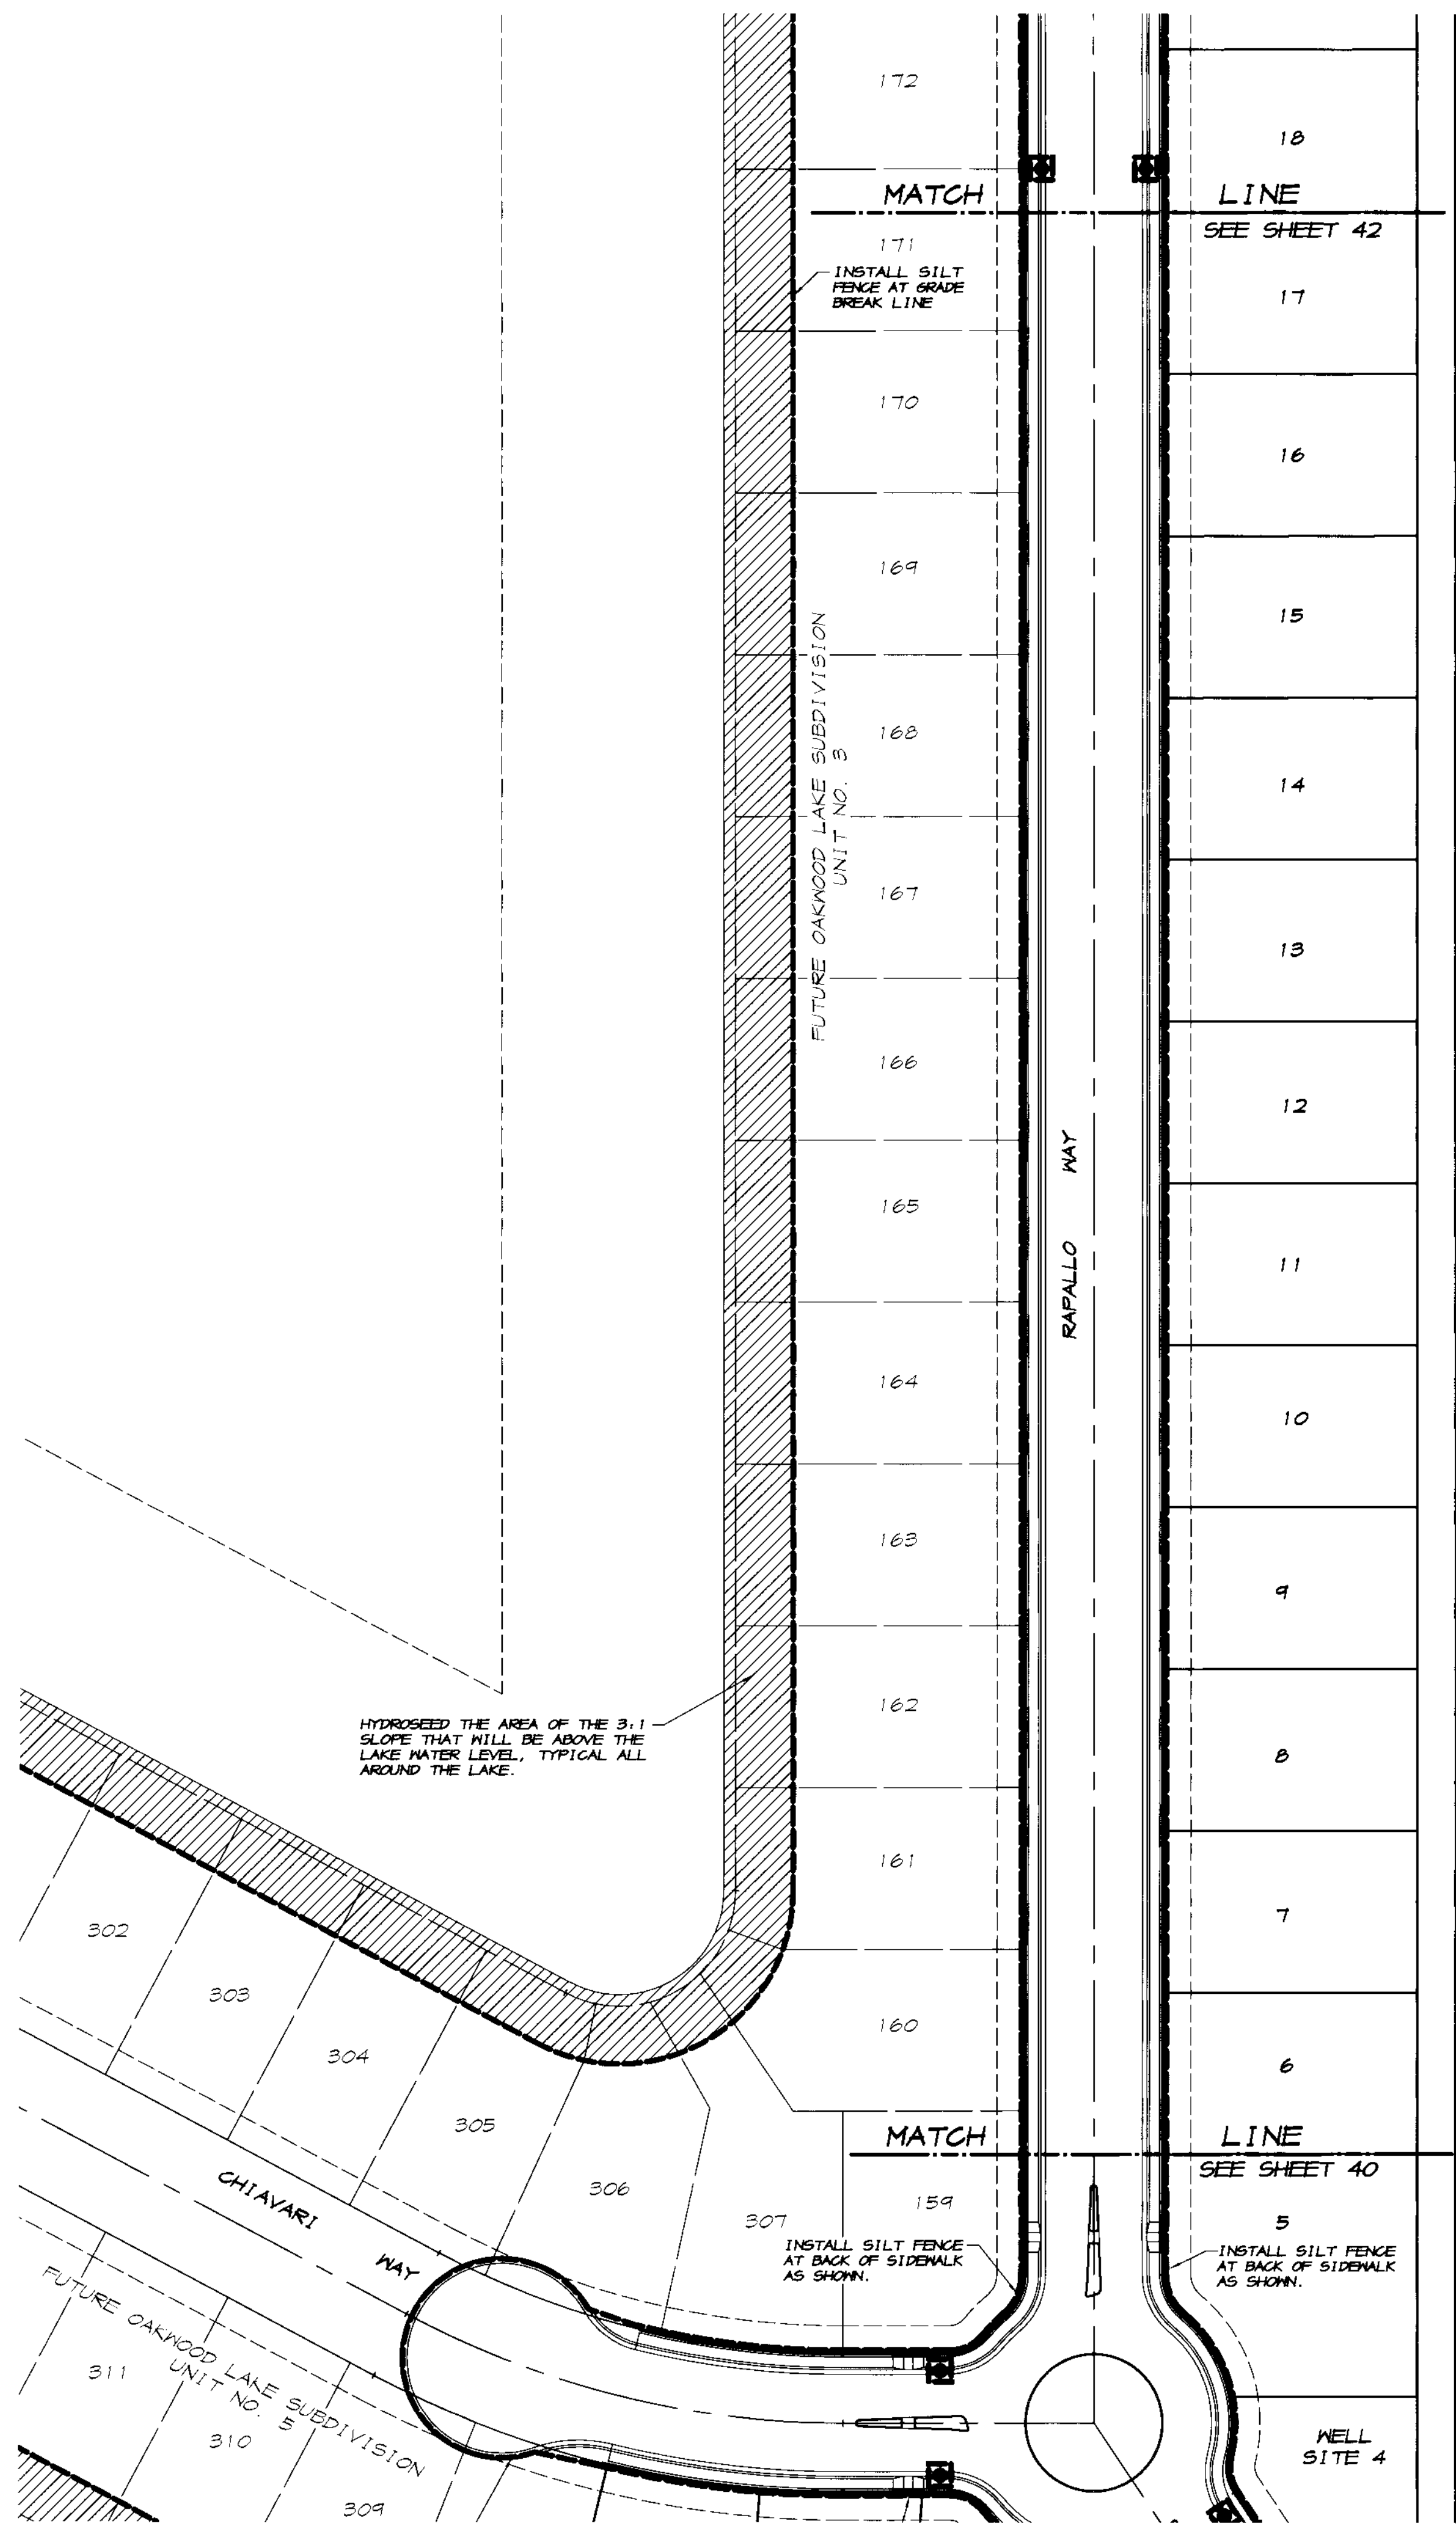 172
18
MATCH LINE
SEE SHEET 42
171
INSTALL SILT
FENCE AT GRADE
BREAK LINE
17
170
16
169
15
FUTURE OAKWOOD LAKE SUBDIVISION
UNIT NO. 3
168
14
167
13
166
12
RAPALLO WAY
165
11
164
10
163
9
162
HYDROSEED THE AREA OF THE 3:1
SLOPE THAT WILL BE ABOVE THE
LAKE WATER LEVEL, TYPICAL ALL
AROUND THE LAKE.
8
161
7
302
303
304
160
6
305
MATCH LINE
SEE SHEET 40
306
307
159
5
CHIAVARI WAY
INSTALL SILT FENCE
AT BACK OF SIDEWALK
AS SHOWN.
INSTALL SILT FENCE
AT BACK OF SIDEWALK
AS SHOWN.
FUTURE OAKWOOD LAKE SUBDIVISION
UNIT NO. 5
311
310
309
WELL
SITE 4